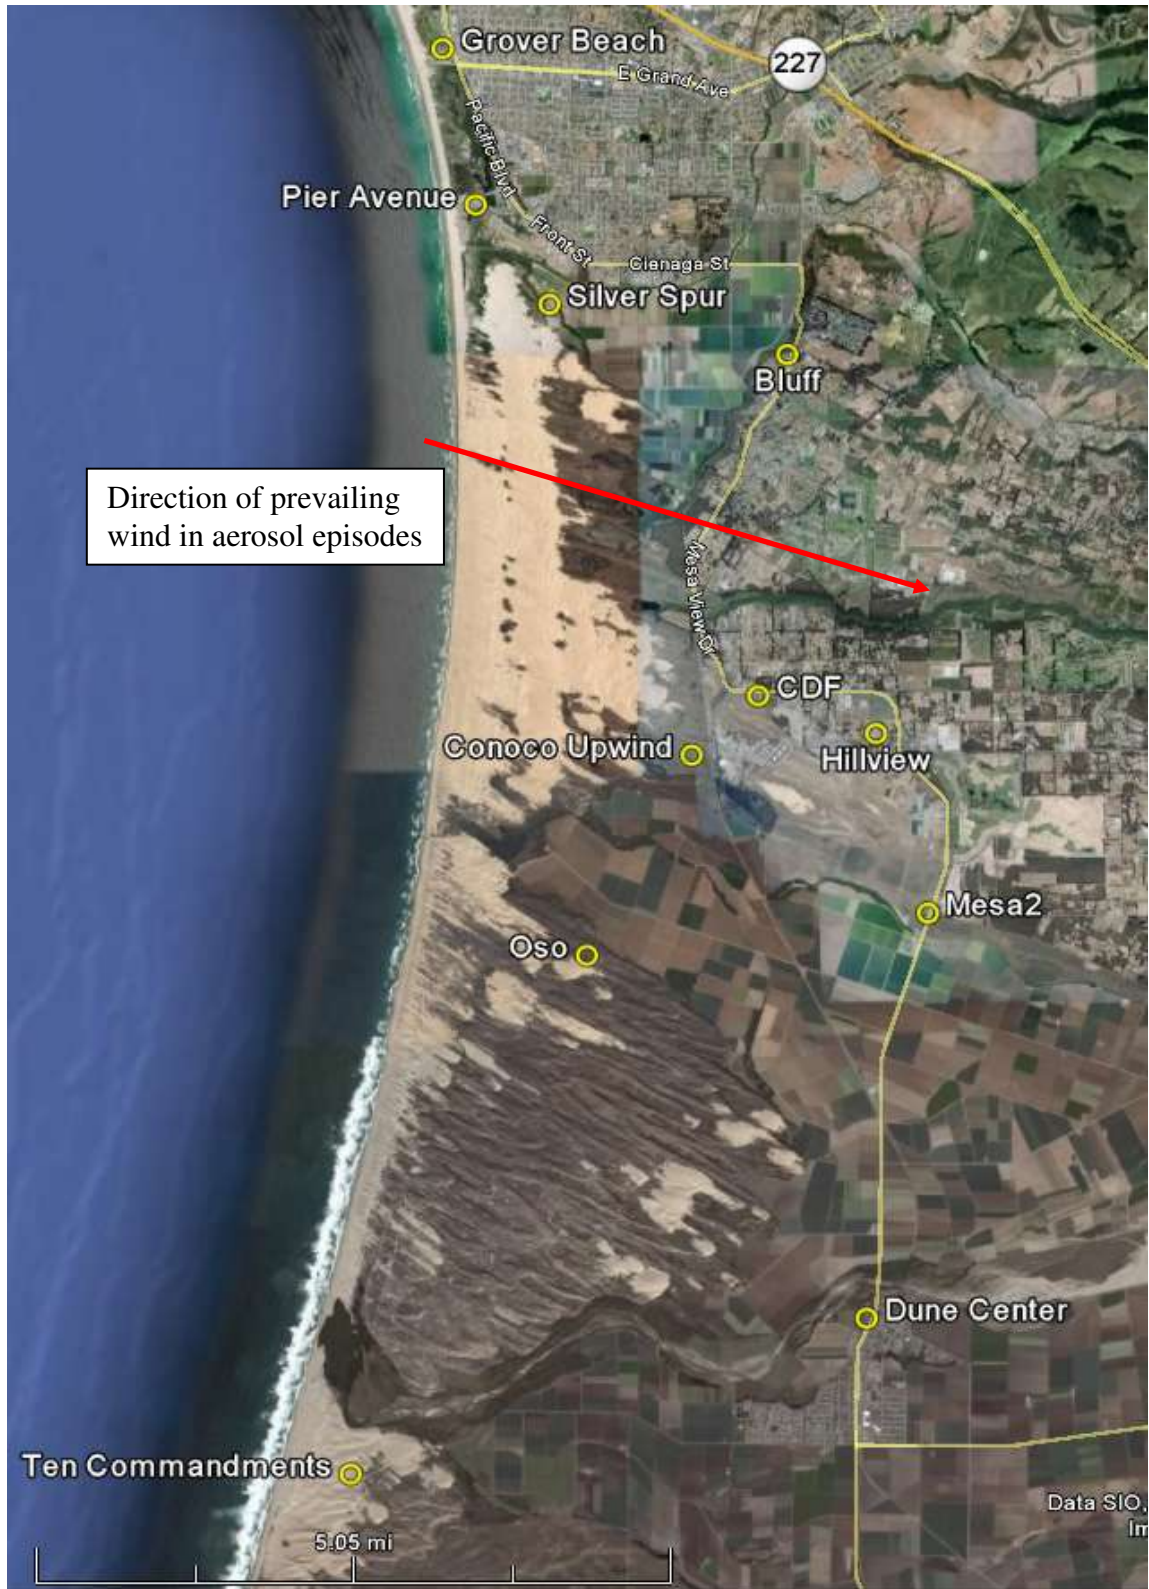 Grover Beach
227
E Grand Ave
Pacific Blvd
Pier Avenue
Front St
Cienaga St
Silver Spur
Bluff
Direction of prevailing
wind in aerosol episodes
Mesa View Dr
CDF
Conoco Upwind
Hillview
Mesa2
Oso
Dune Center
Ten Commandments
Data SIO,
Im
5.05 mi